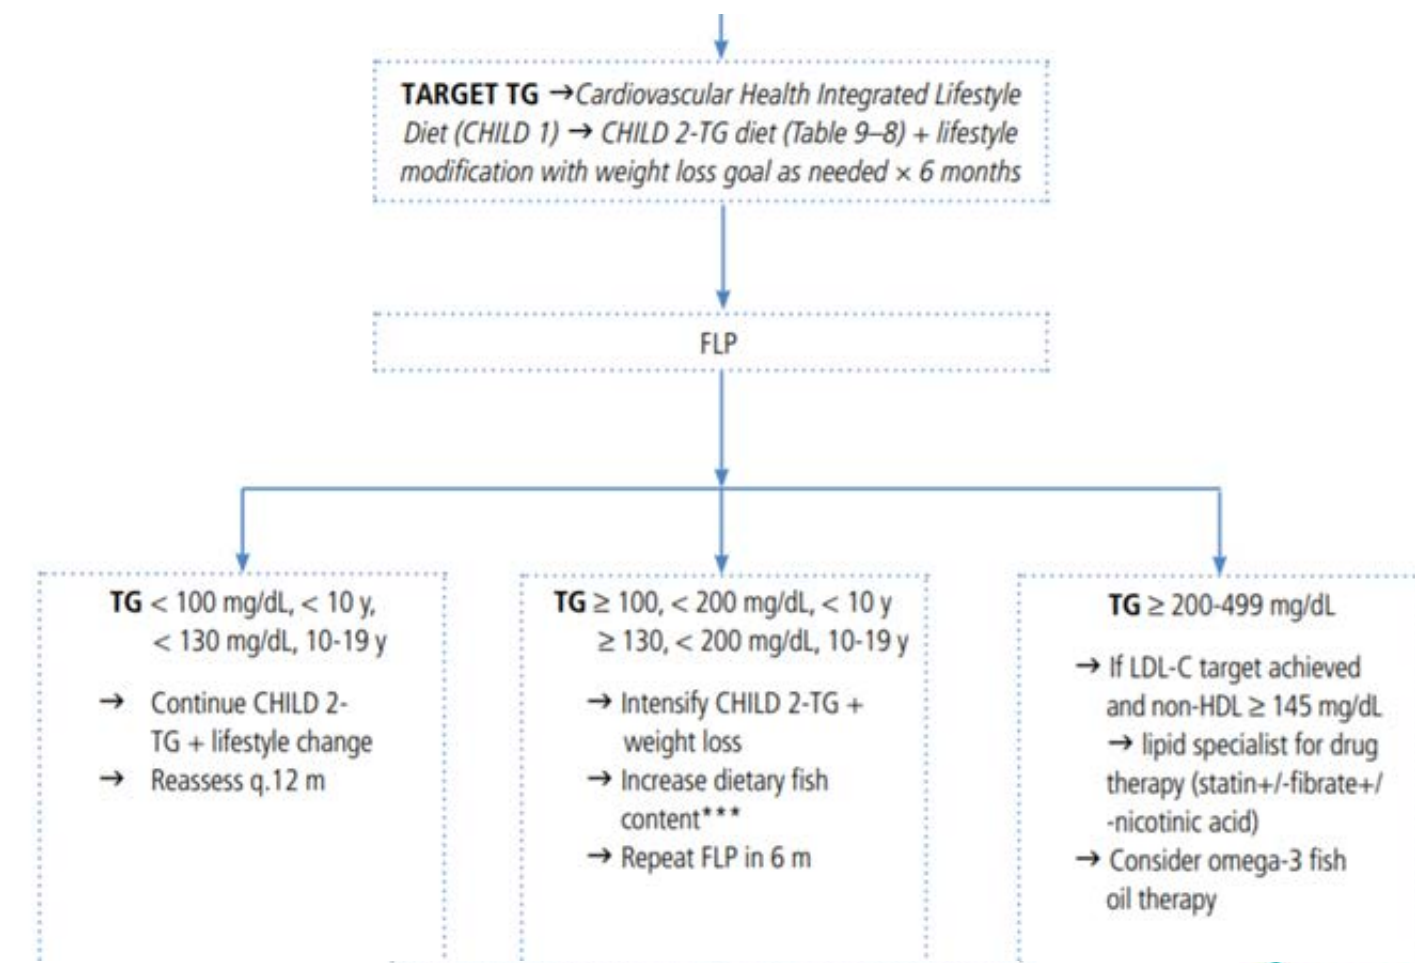 TARGET TG →Cardiovascular Health Integrated Lifestyle
Diet (CHILD 1) → CHILD 2-TG diet (Table 9–8) + lifestyle
modification with weight loss goal as needed × 6 months
FLP
TG < 100 mg/dL, < 10 y,
< 130 mg/dL, 10-19 y
→ Continue CHILD 2-
TG + lifestyle change
→ Reassess q.12 m
TG ≥ 100, < 200 mg/dL, < 10 y
≥ 130, < 200 mg/dL, 10-19 y
→ Intensify CHILD 2-TG +
weight loss
→ Increase dietary fish
content***
→ Repeat FLP in 6 m
TG ≥ 200-499 mg/dL
→ If LDL-C target achieved
and non-HDL ≥ 145 mg/dL
→ lipid specialist for drug
therapy (statin+/-fibrate+/
-nicotinic acid)
→ Consider omega-3 fish
oil therapy